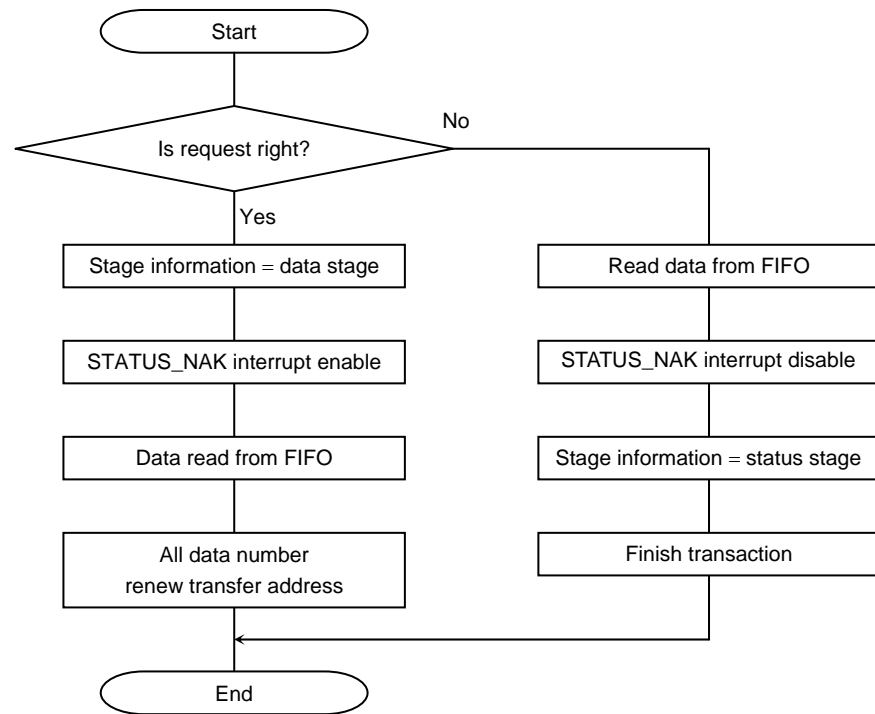 Start
Is request right?
No
Yes
Stage information = data stage
STATUS_NAK interrupt enable
Data read from FIFO
All data number
renew transfer address
Read data from FIFO
STATUS_NAK interrupt disable
Stage information = status stage
Finish transaction
End